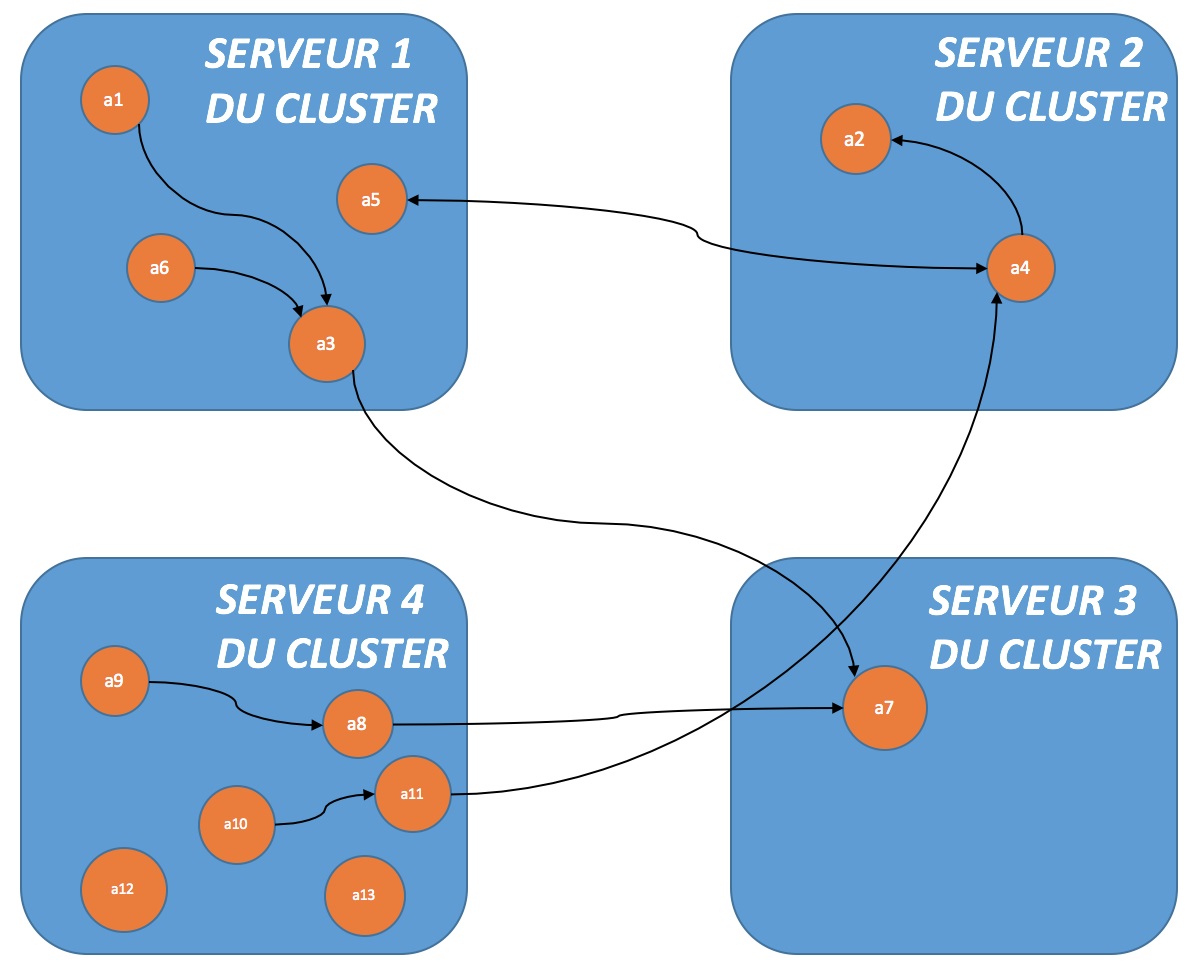 SERVEUR 1
DU CLUSTER
a1
a5
a6
a3
SERVEUR 2
DU CLUSTER
a2
a4
SERVEUR 4
DU CLUSTER
a9
a8
a11
a10
a12
a13
SERVEUR 3
DU CLUSTER
a7